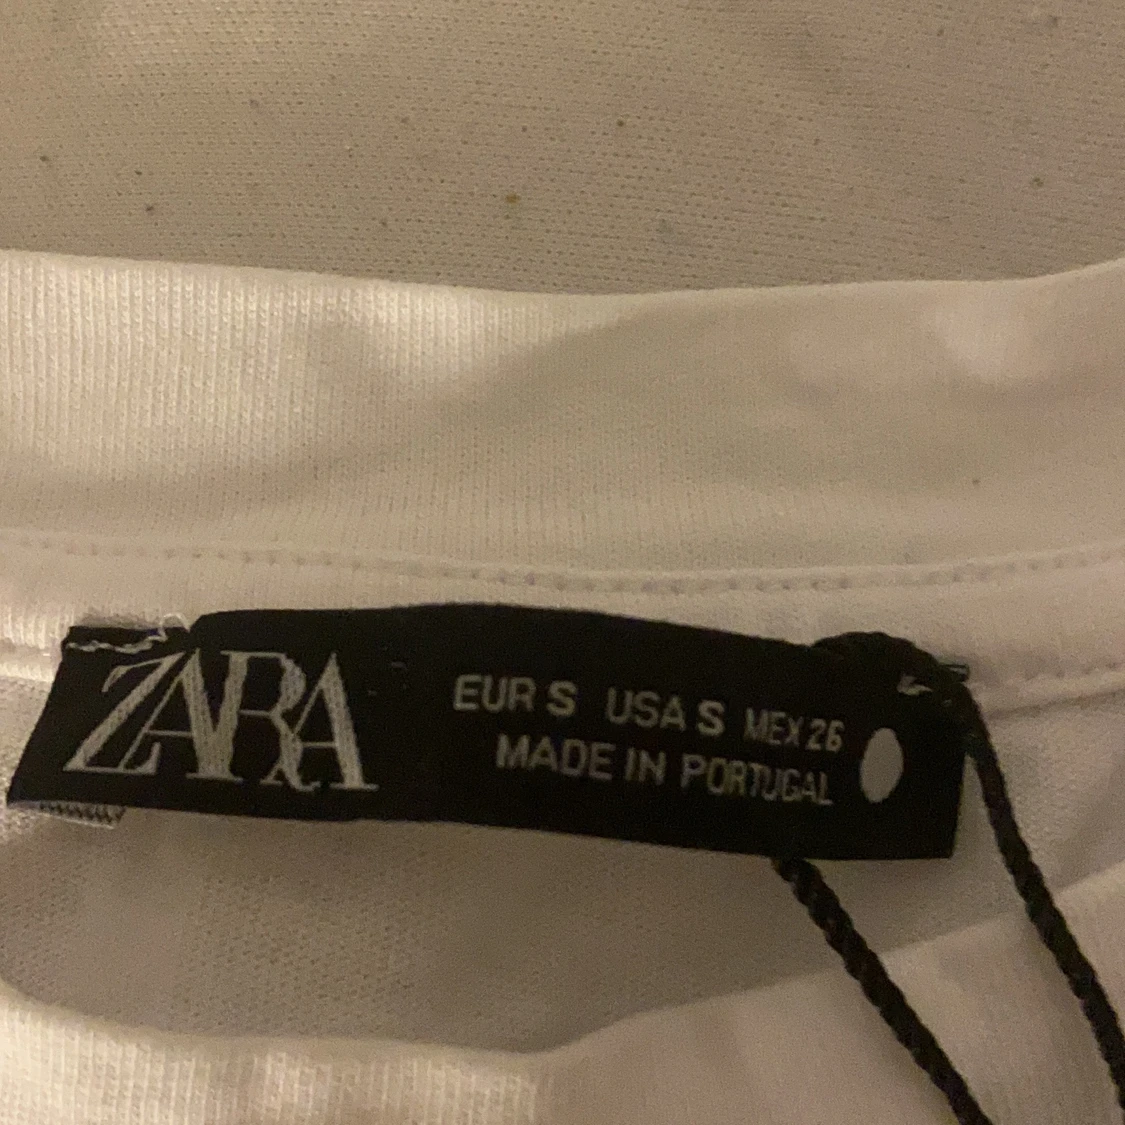 ZARA
EUR S USA S MEX 26
MADE IN PORTUGAL